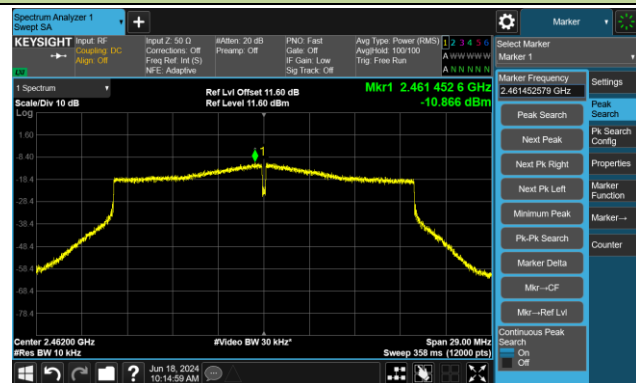 Spectrum Analyzer 1
Swept SA
Marker
KEYSIGHT
Input: RF
Coupling: DC
Align: Off
Input Z: 50 Ω
Corrections: Off
Freq Ref: Int (S)
NFE: Adaptive
#Atten: 20 dB
Preamp: Off
PNO: Fast
Gate: Off
IF Gain: Low
Sig Track: Off
Avg Type: Power (RMS)
Avg|Hold: 100/100
Trig: Free Run
1 2 3 4 5 6
A W W W W W
A N N N N N
Select Marker
Marker 1
1 Spectrum
Scale/Div 10 dB
Log
Ref Lvl Offset 11.60 dB
Ref Level 11.60 dBm
Mkr1 2.461 452 6 GHz
-10.866 dBm
1.60
-8.40
-18.4
-28.4
-38.4
-48.4
-58.4
-68.4
-78.4
1
Center 2.46200 GHz
#Res BW 10 kHz
#Video BW 30 kHz*
Span 29.00 MHz
Sweep 358 ms (12000 pts)
Marker Frequency
2.461452579 GHz
Peak Search
Next Peak
Next Pk Right
Next Pk Left
Minimum Peak
Pk-Pk Search
Marker Delta
Mkr→CF
Mkr→Ref Lvl
Continuous Peak
Search
On
Off
Settings
Peak
Search
Pk Search
Config
Properties
Marker
Function
Marker→
Counter
Jun 18, 2024
10:14:59 AM